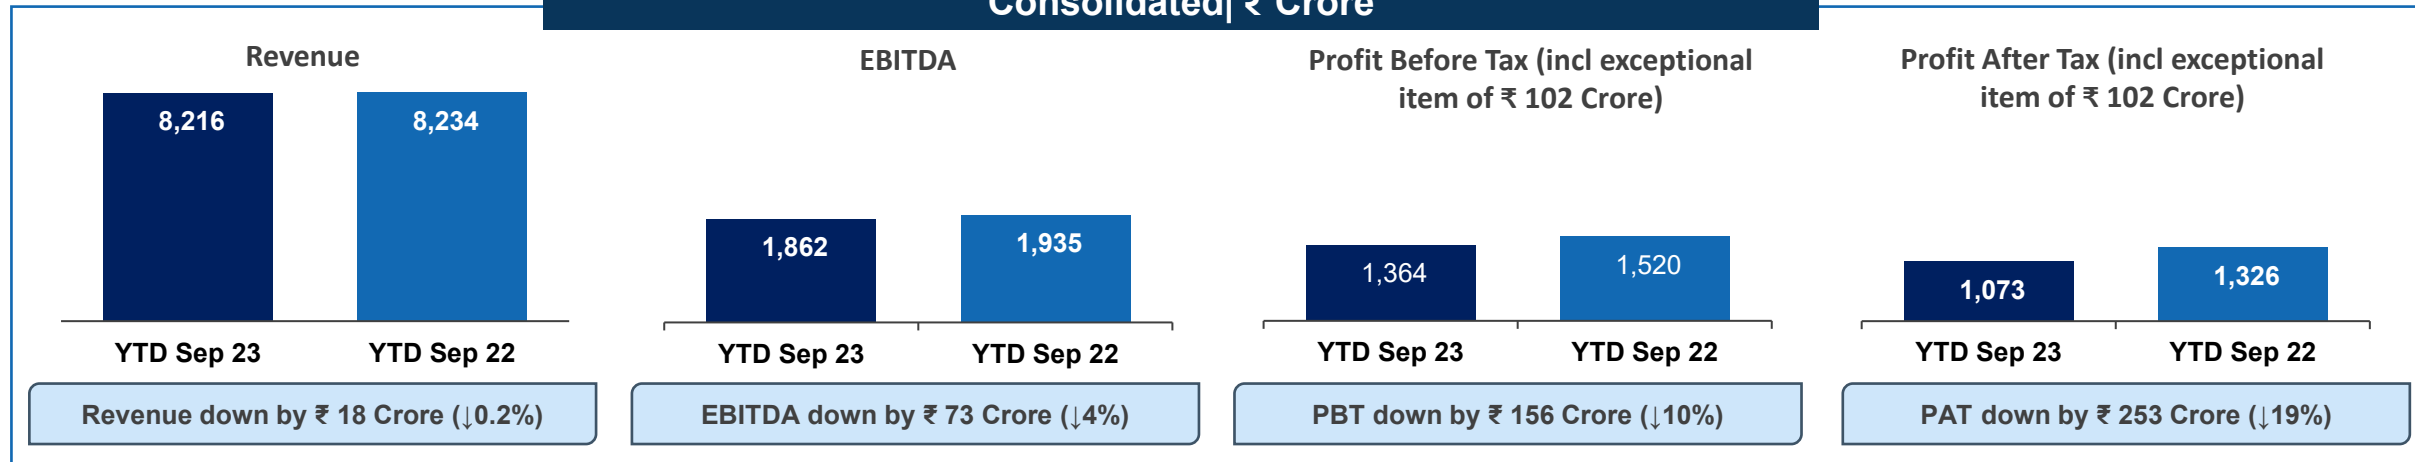 Consolidated| ₹ Crore
Revenue
8,216
8,234
YTD Sep 23
YTD Sep 22
Revenue down by ₹ 18 Crore (↓0.2%)
EBITDA
1,862
1,935
YTD Sep 23
YTD Sep 22
EBITDA down by ₹ 73 Crore (↓4%)
Profit Before Tax (incl exceptional
item of ₹ 102 Crore)
1,364
1,520
YTD Sep 23
YTD Sep 22
PBT down by ₹ 156 Crore (↓10%)
Profit After Tax (incl exceptional
item of ₹ 102 Crore)
1,073
1,326
YTD Sep 23
YTD Sep 22
PAT down by ₹ 253 Crore (↓19%)